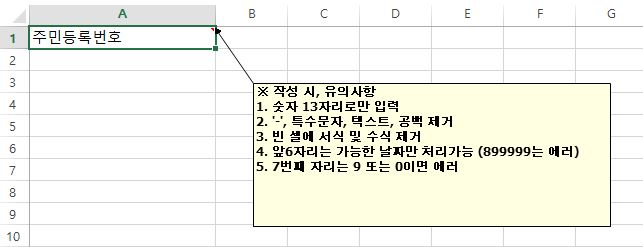 A B C D E F G
1 주민등록번호
2
3 ※ 작성 시, 유의사항
4 1. 숫자 13자리로만 입력
5 2. '-', 특수문자, 텍스트, 공백 제거
3. 빈 셀에 서식 및 수식 제거
6 4. 앞6자리는 가능한 날짜만 처리가능 (899999는 에러)
7 5. 7번째 자리는 9 또는 0이면 에러
8
9
10